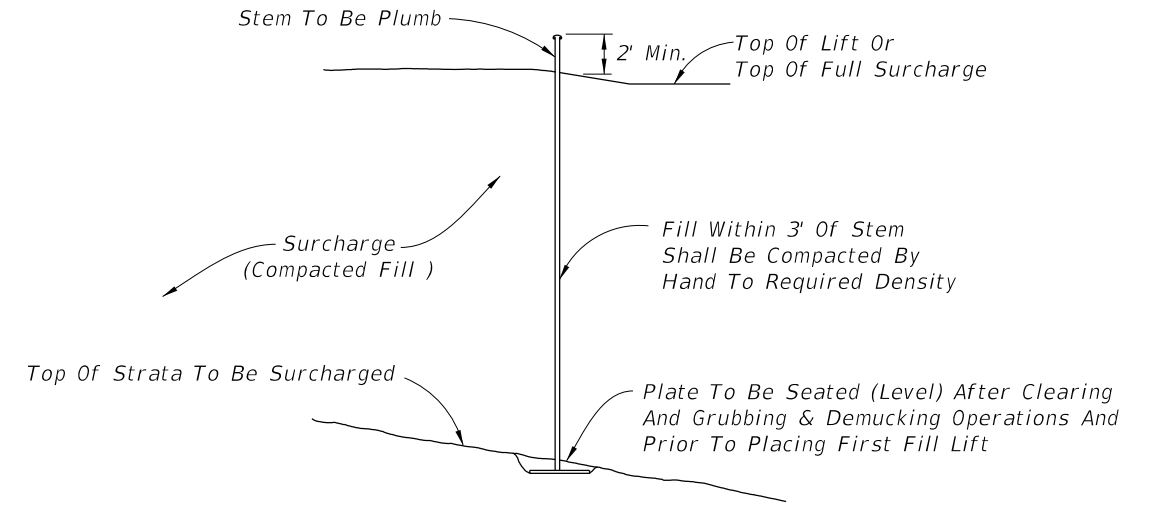 Stem To Be Plumb
2' Min.
Top Of Lift Or
Top Of Full Surcharge
Surcharge
(Compacted Fill )
Fill Within 3' Of Stem
Shall Be Compacted By
Hand To Required Density
Top Of Strata To Be Surcharged
Plate To Be Seated (Level) After Clearing
And Grubbing & Demucking Operations And
Prior To Placing First Fill Lift